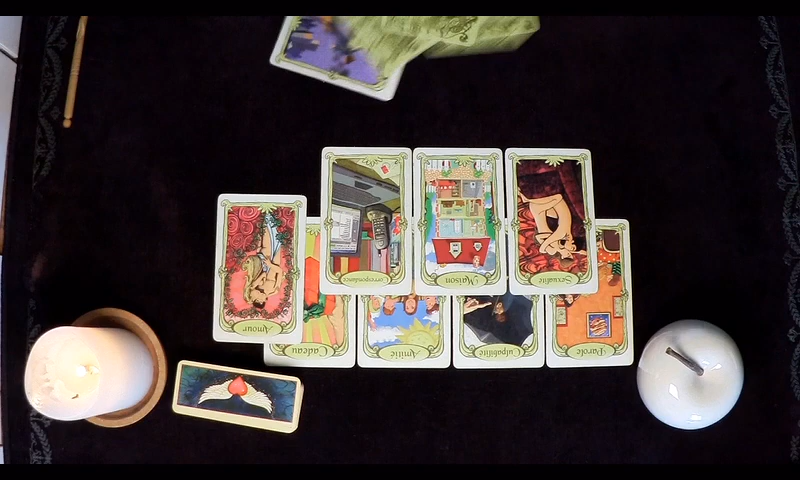 Correspondance
Maison
Sexualité
Amour
Cadeau
Amitié
Culpabilité
Parole